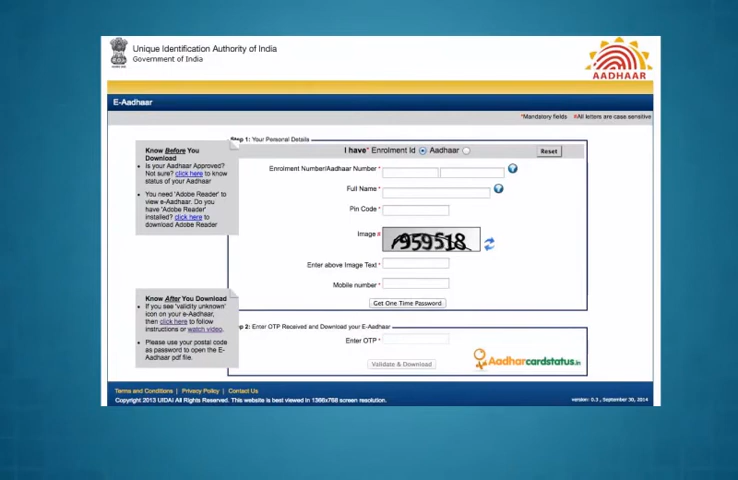 Unique Identification Authority of India
Government of India
AADHAAR
E-Aadhaar
*Mandatory fields #All letters are case sensitive
Step 1: Your Personal Details
I have* Enrolment Id Aadhaar
Reset
Know Before You
Download
Is your Aadhaar Approved?
Not sure? click here to know
status of your Aadhaar
You need 'Adobe Reader' to
view e-Aadhaar. Do you
have 'Adobe Reader'
installed? click here to
download Adobe Reader
Enrolment Number/Aadhaar Number *
Full Name *
Pin Code *
Image #
959518
Enter above Image Text *
Mobile number *
Get One Time Password
Know After You Download
If you see 'validity unknown'
icon on your e-Aadhaar,
then click here to follow
instructions or watch video.
Please use your postal code
as password to open the E-
Aadhaar pdf file.
p 2: Enter OTP Received and Download your E-Aadhaar
Enter OTP *
Validate & Download
Aadharcardstatus.in
Terms and Conditions | Privacy Policy | Contact Us
Copyright 2013 UIDAI All Rights Reserved. This website is best viewed in 1366x768 screen resolution.
version: 0.3 , September 30, 2014